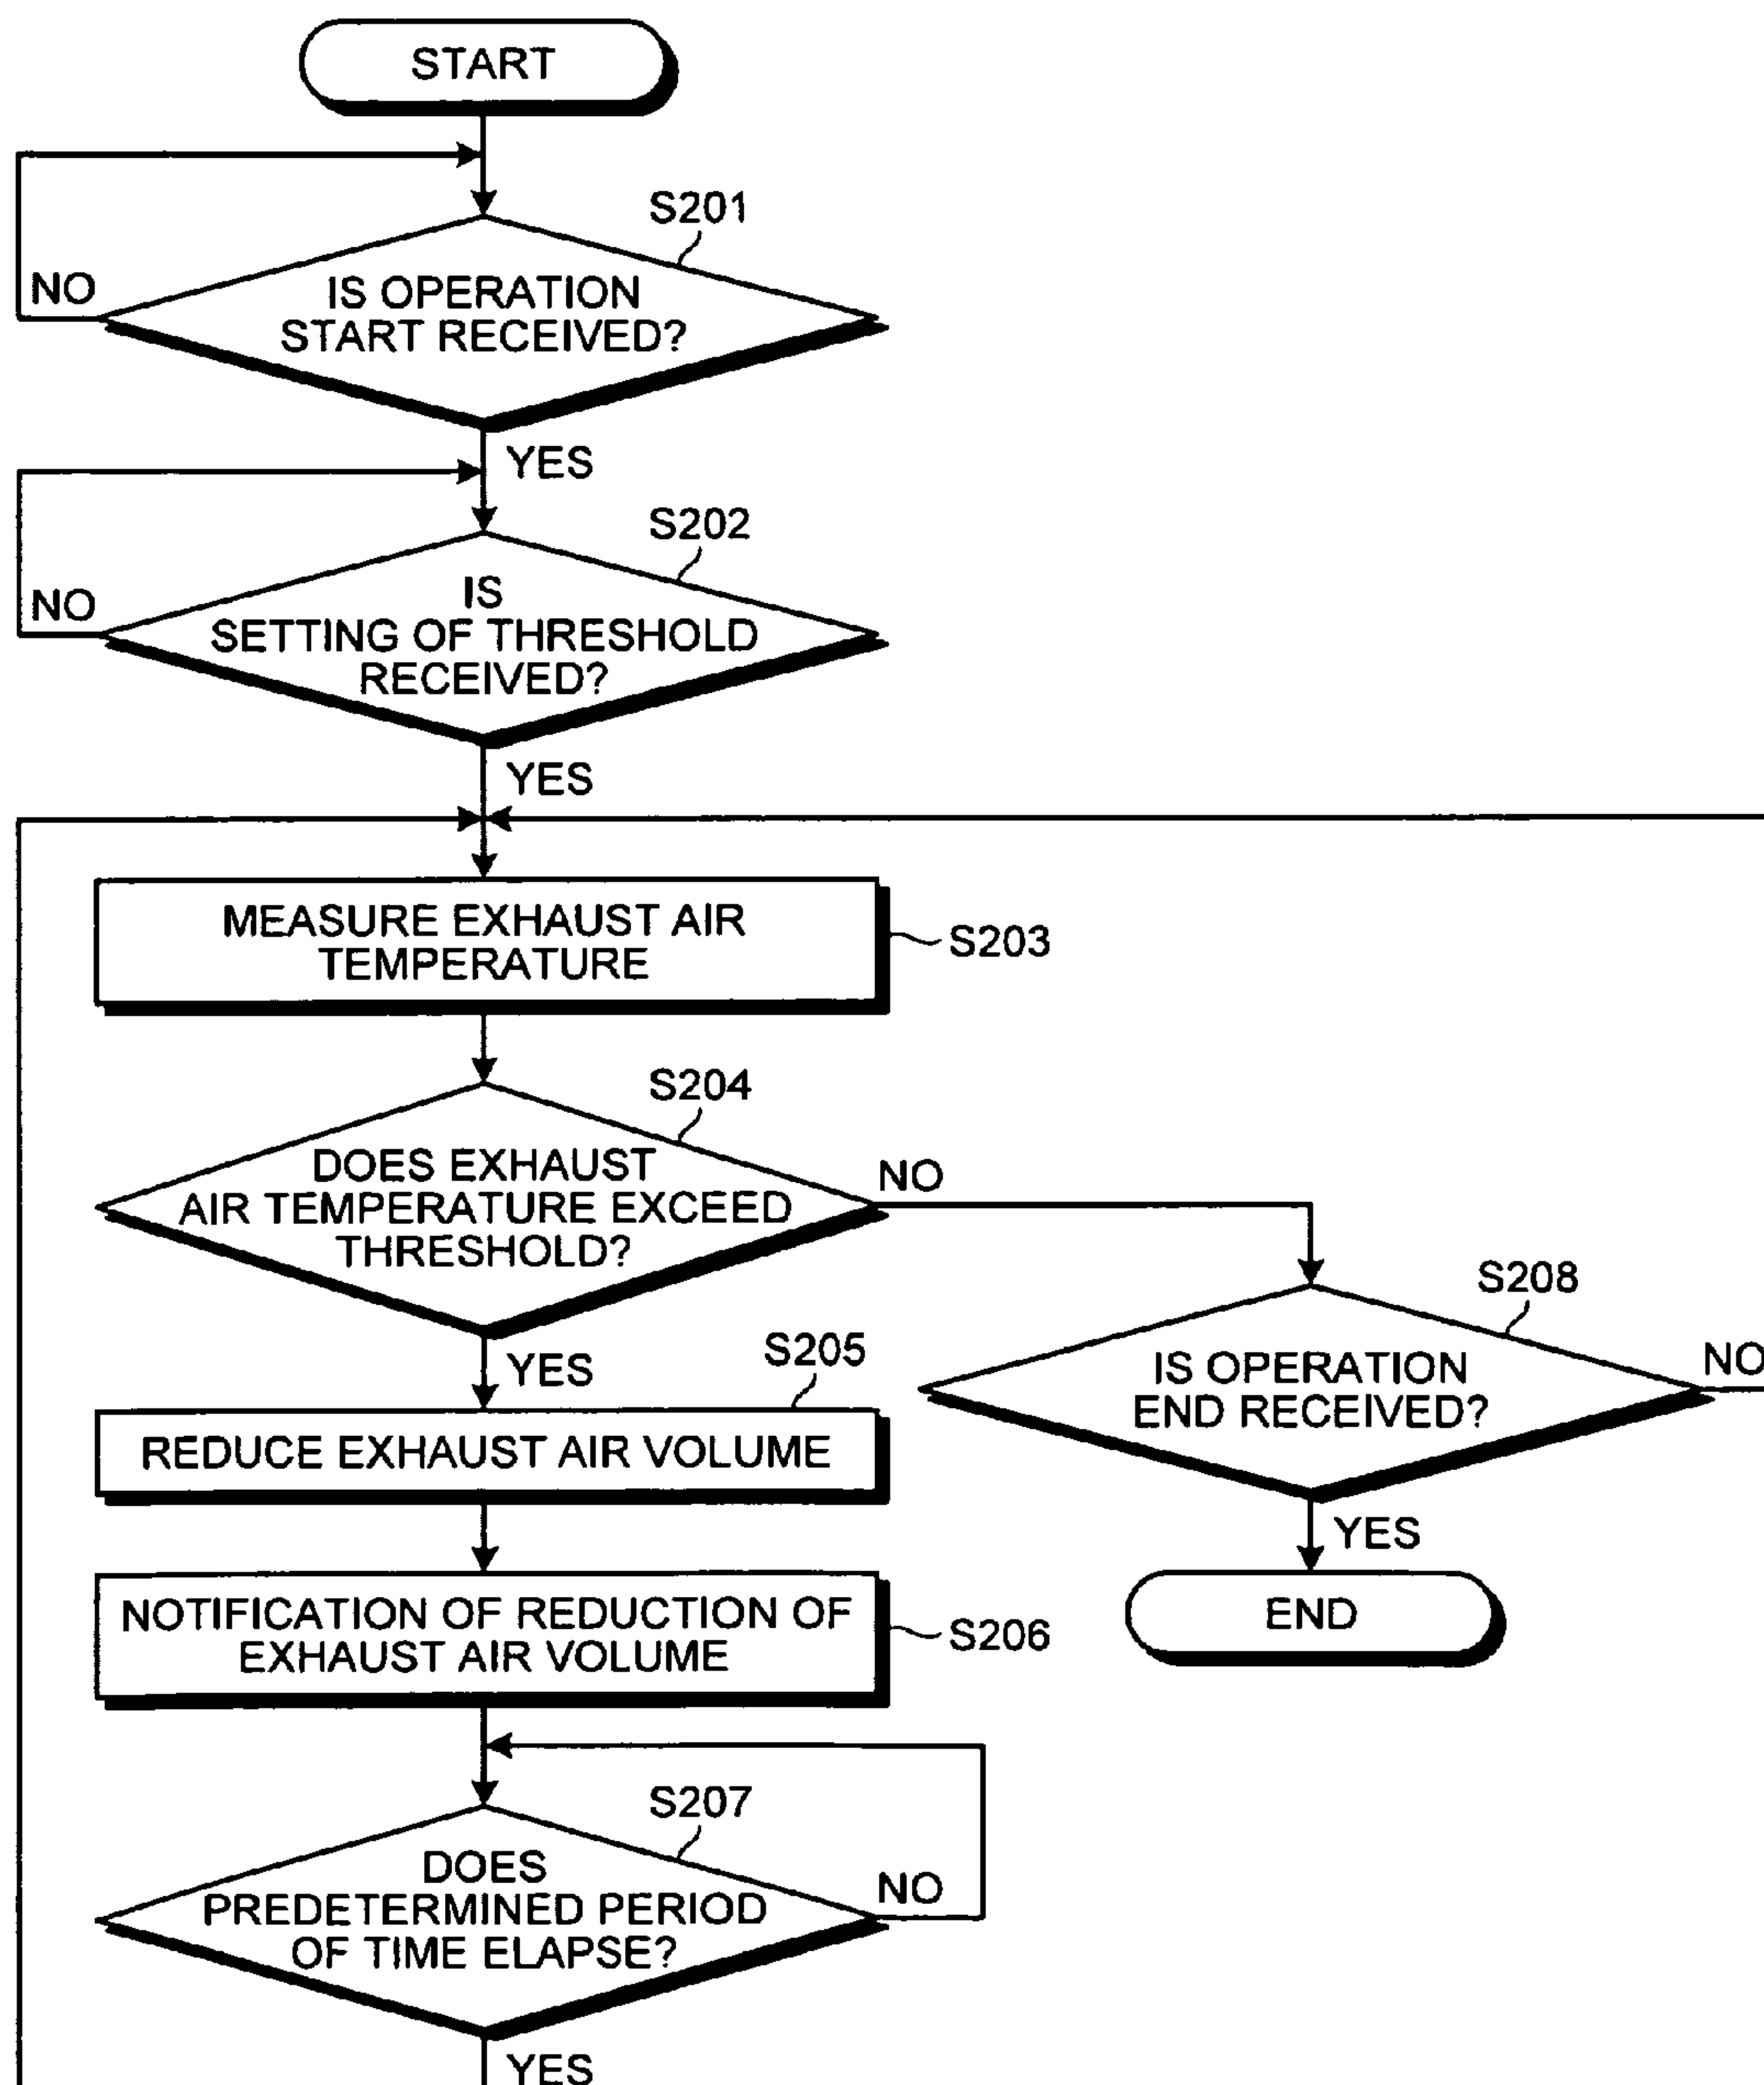 START
S201
NO
IS OPERATION
START RECEIVED?
YES
S202
NO
IS
SETTING OF THRESHOLD
RECEIVED?
YES
MEASURE EXHAUST AIR
TEMPERATURE
S203
S204
DOES EXHAUST
AIR TEMPERATURE EXCEED
THRESHOLD?
NO
YES
S205
REDUCE EXHAUST AIR VOLUME
S208
IS OPERATION
END RECEIVED?
NO
YES
END
NOTIFICATION OF REDUCTION OF
EXHAUST AIR VOLUME
S206
S207
DOES
PREDETERMINED PERIOD
OF TIME ELAPSE?
NO
YES